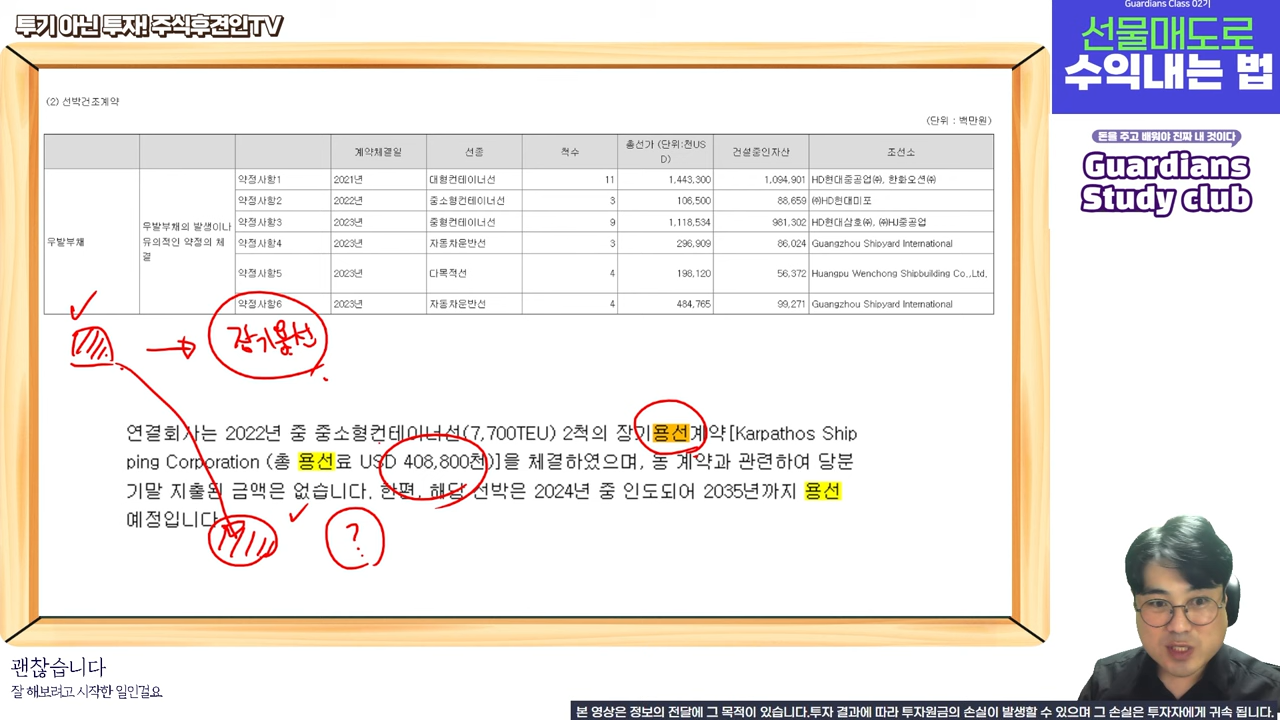 투기 아닌 투자! 주식후견인TV
Guardians Class 02기
선물매도로
수익내는 법
돈을 주고 배워야 진짜 내 것이다
Guardians
Study club
(2) 선박건조계약
(단위 : 백만원)
계약체결일 선종 척수 총선가 (단위:천USD) 건설중인자산 조선소
우발부채 우발부채의 발생이나 유의적인 약정의 체결
약정사항1 2021년 대형컨테이너선 11 1,443,300 1,094,901 HD현대중공업㈜, 한화오션㈜
약정사항2 2022년 중소형컨테이너선 3 106,500 88,659 ㈜HD현대미포
약정사항3 2023년 중형컨테이너선 9 1,118,534 981,302 HD현대삼호㈜, ㈜HJ중공업
약정사항4 2023년 자동차운반선 3 296,909 86,024 Guangzhou Shipyard International
약정사항5 2023년 다목적선 4 198,120 56,372 Huangpu Wenchong Shipbuilding Co.,Ltd.
약정사항6 2023년 자동차운반선 4 484,765 99,271 Guangzhou Shipyard International
장기용선
연결회사는 2022년 중 중소형컨테이너선(7,700TEU) 2척의 장기용선계약[Karpathos Ship
ping Corporation (총 용선료 USD 408,800천)]을 체결하였으며, 동 계약과 관련하여 당분
기말 지출된 금액은 없습니다. 한편, 해당 선박은 2024년 중 인도되어 2035년까지 용선
예정입니다
?
괜찮습니다
잘 해보려고 시작한 일인걸요
본 영상은 정보의 전달에 그 목적이 있습니다.투자 결과에 따라 투자원금의 손실이 발생할 수 있으며 그 손실은 투자자에게 귀속 됩니다.